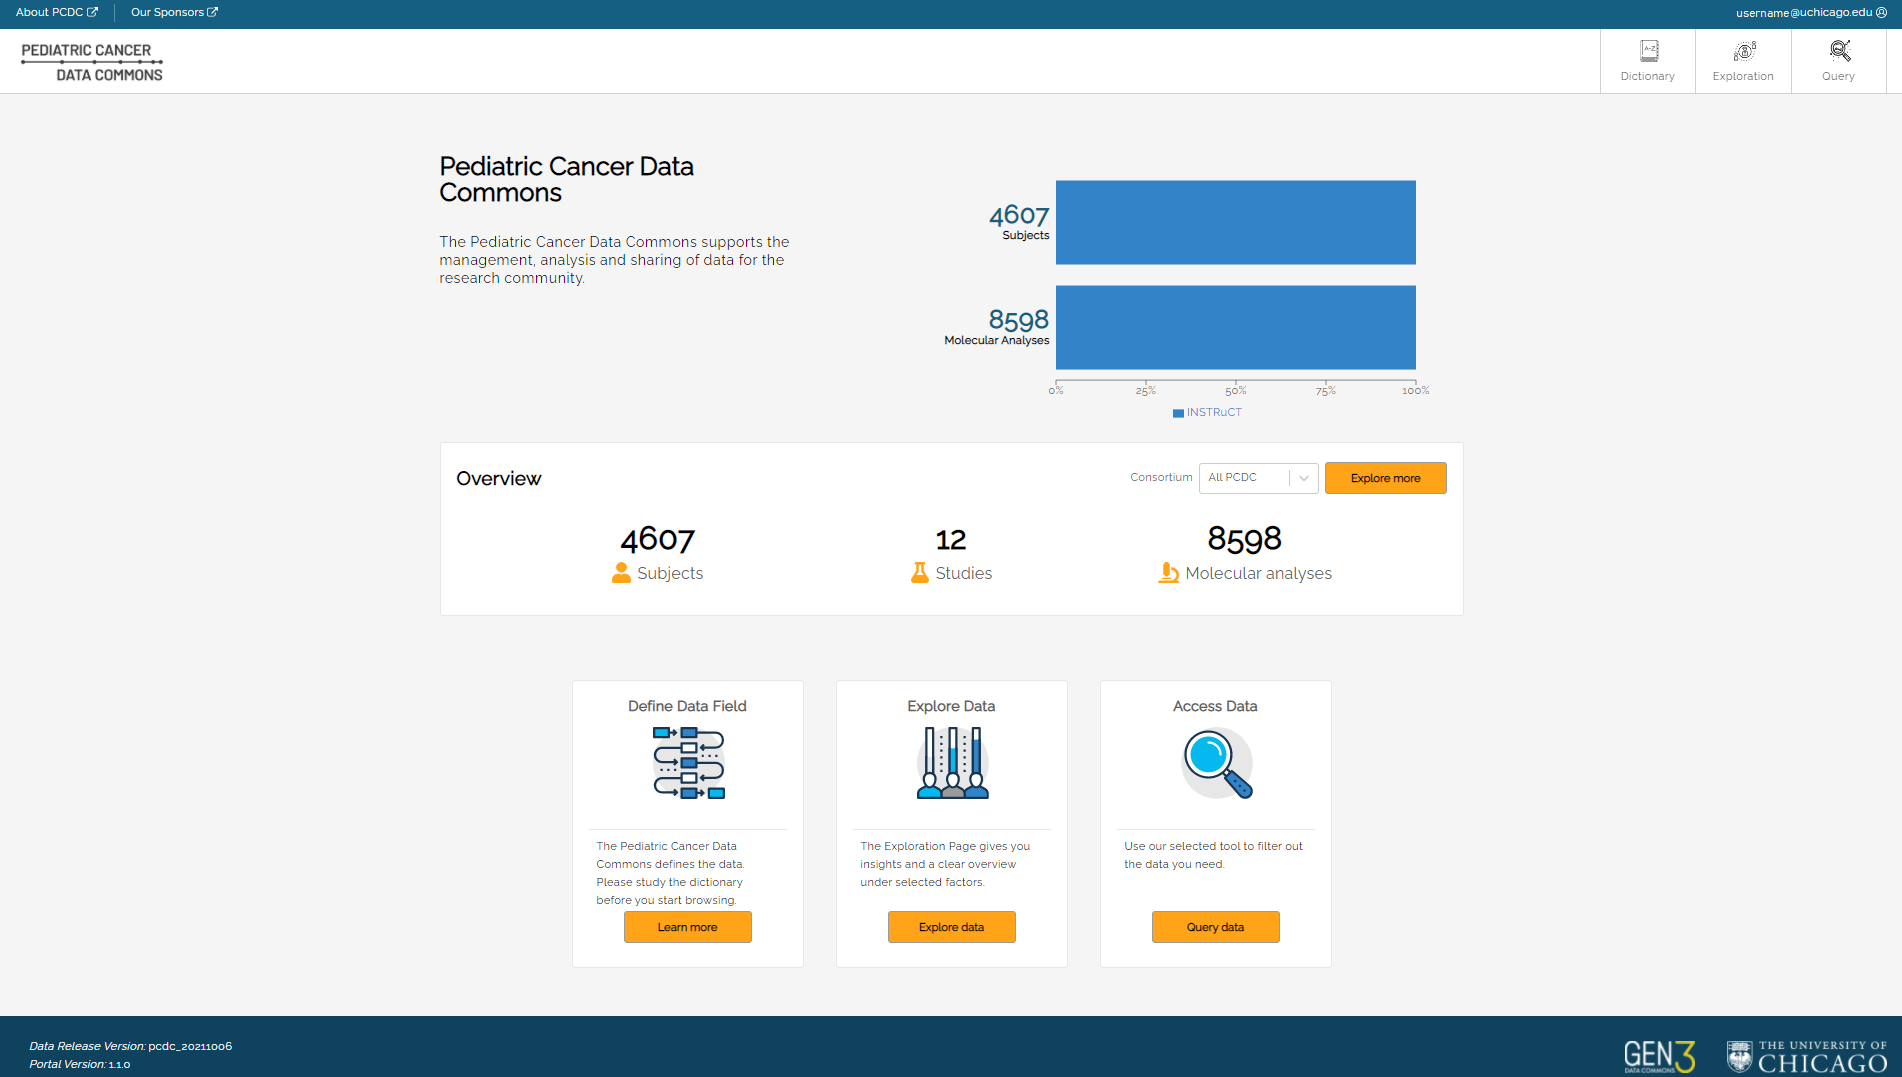 About PCDC
Our Sponsors
username@uchicago.edu
PEDIATRIC CANCER
DATA COMMONS
A-Z
Dictionary
Exploration
Query
Pediatric Cancer Data
Commons
The Pediatric Cancer Data Commons supports the
management, analysis and sharing of data for the
research community.
4607
Subjects
8598
Molecular Analyses
0% 25% 50% 75% 100%
INSTRuCT
Overview
Consortium
All PCDC
Explore more
4607
Subjects
12
Studies
8598
Molecular analyses
Define Data Field
The Pediatric Cancer Data
Commons defines the data.
Please study the dictionary
before you start browsing.
Learn more
Explore Data
The Exploration Page gives you
insights and a clear overview
under selected factors.
Explore data
Access Data
Use our selected tool to filter out
the data you need.
Query data
Data Release Version: pcdc_20211006
Portal Version: 1.1.0
GEN3
DATA COMMONS
THE UNIVERSITY OF
CHICAGO